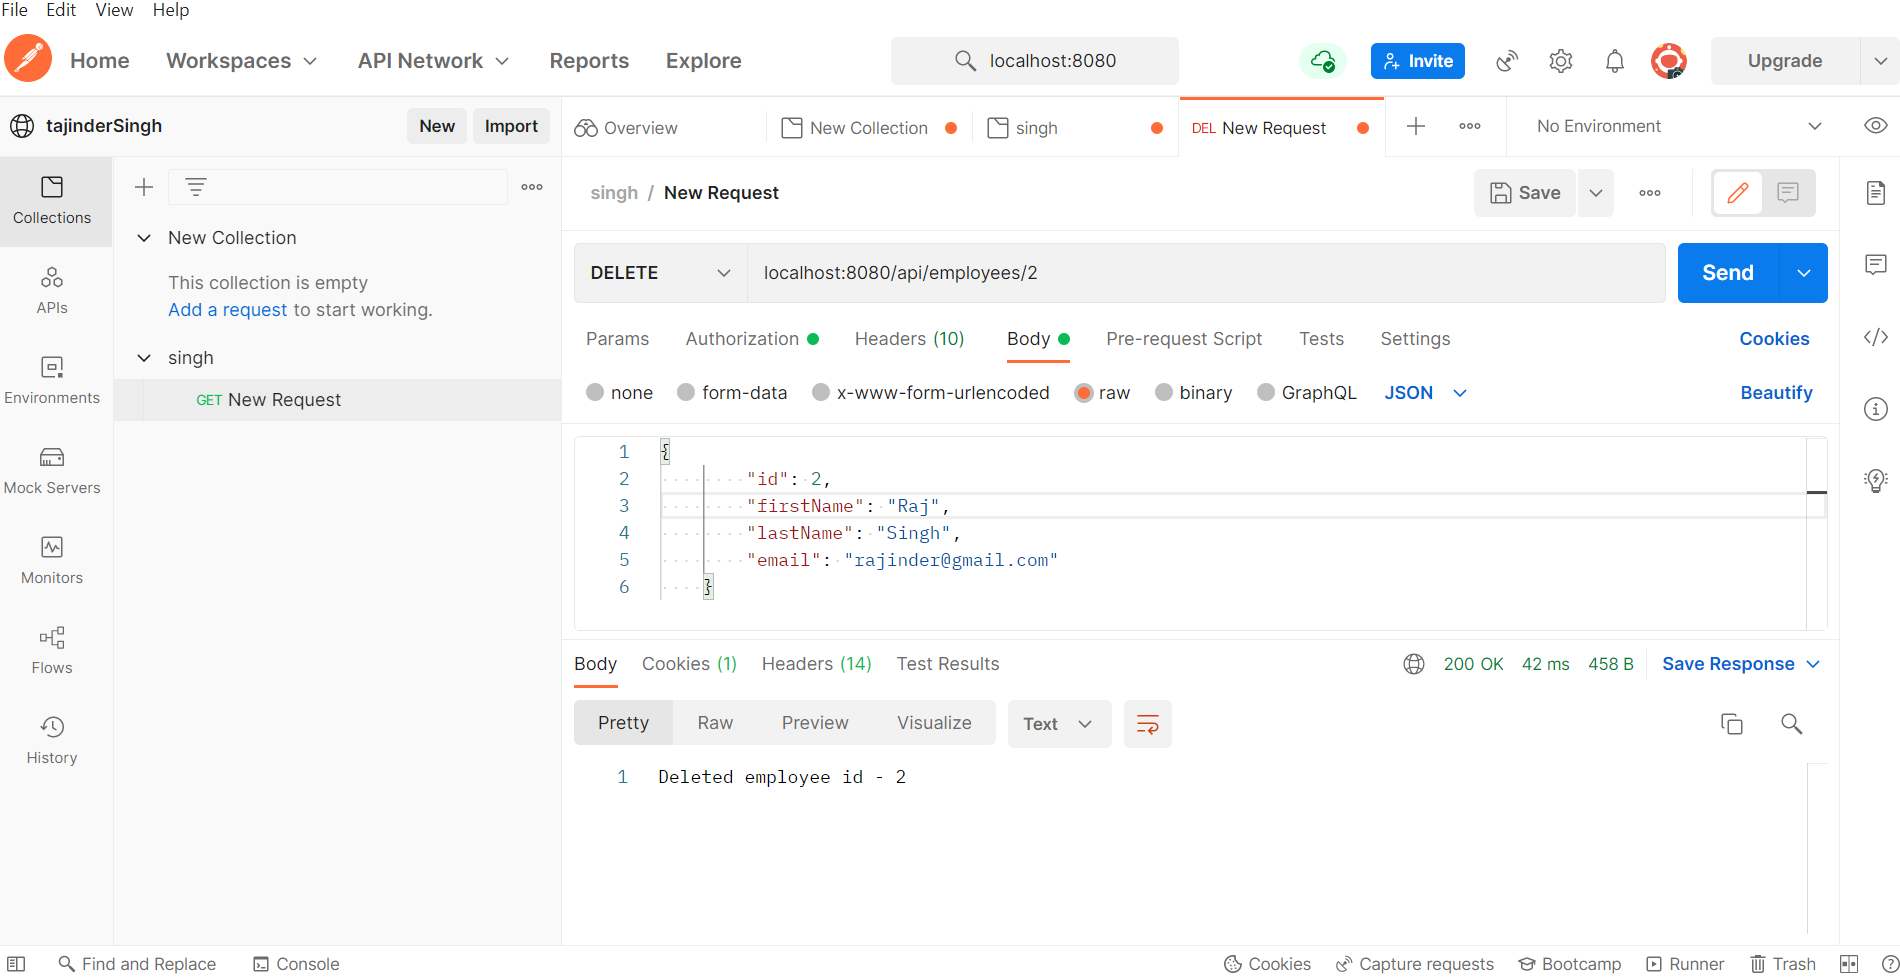 File Edit View Help
Home Workspaces API Network Reports Explore localhost:8080 Invite Upgrade
tajinderSingh New Import Overview New Collection singh DEL New Request No Environment
Collections
APIs
Environments
Mock Servers
Monitors
Flows
History
New Collection
This collection is empty
Add a request to start working.
singh
GET New Request
singh / New Request Save
DELETE localhost:8080/api/employees/2 Send
Params Authorization Headers (10) Body Pre-request Script Tests Settings Cookies
none form-data x-www-form-urlencoded raw binary GraphQL JSON Beautify
1 {
2 "id": 2,
3 "firstName": "Raj",
4 "lastName": "Singh",
5 "email": "rajinder@gmail.com"
6 }
Body Cookies (1) Headers (14) Test Results 200 OK 42 ms 458 B Save Response
Pretty Raw Preview Visualize Text
1 Deleted employee id - 2
Find and Replace Console Cookies Capture requests Bootcamp Runner Trash